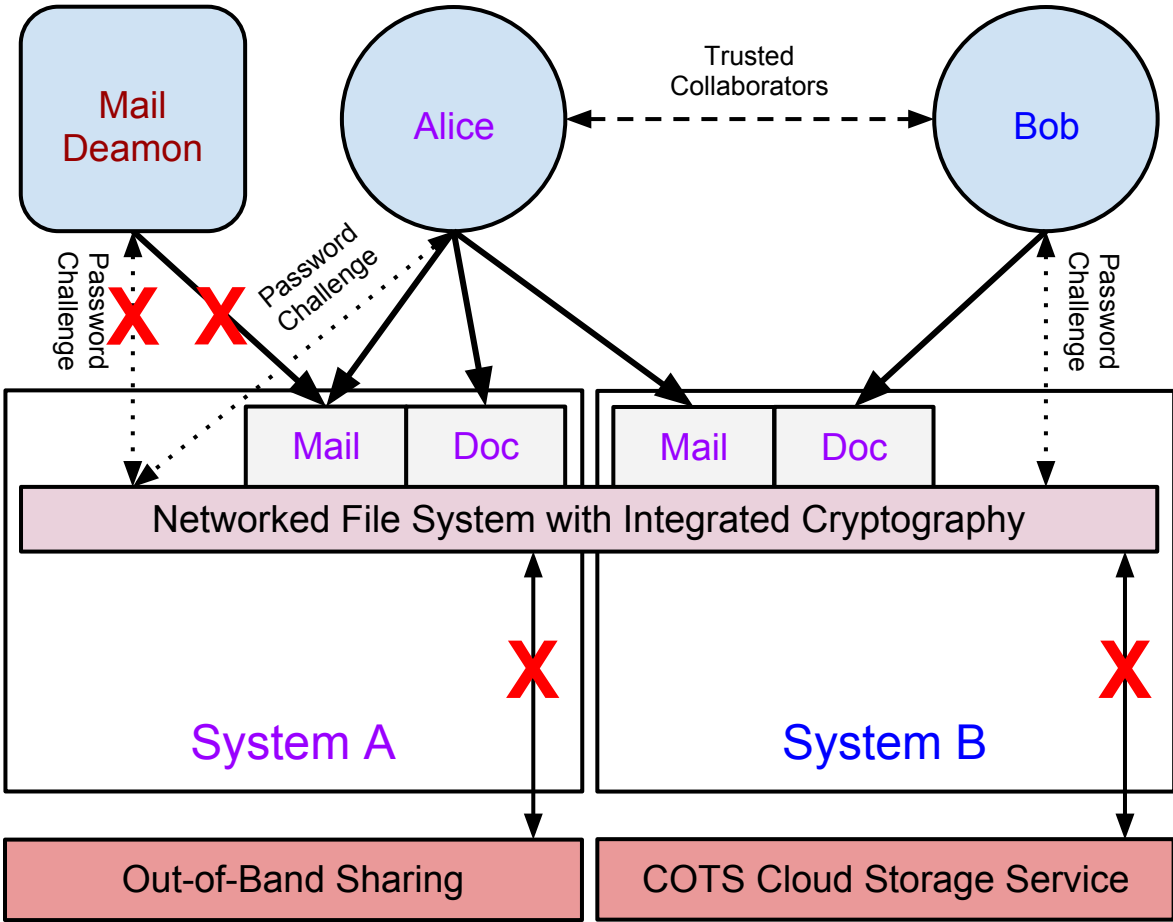 Mail
Deamon
Alice
Trusted
Collaborators
Bob
Password
Challenge
X
X
Password
Challenge
Password
Challenge
Mail
Doc
Mail
Doc
Networked File System with Integrated Cryptography
X
X
System A
System B
Out-of-Band Sharing
COTS Cloud Storage Service